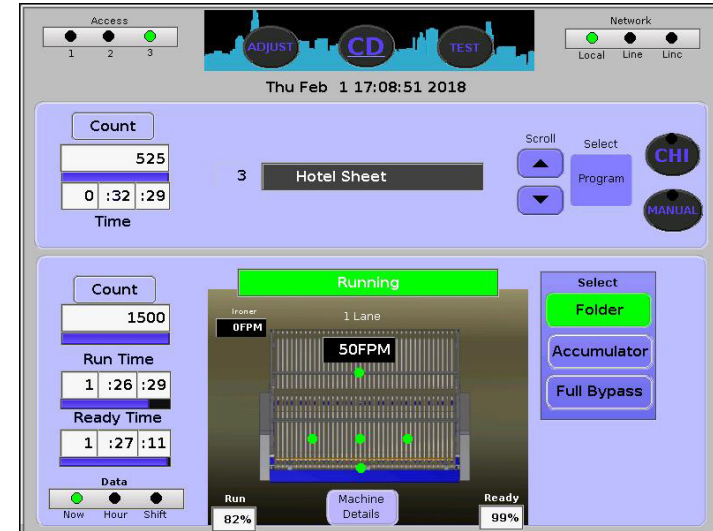 Access
1 2 3
ADJUST CD TEST
Network
Local Line Linc
Thu Feb 1 17:08:51 2018
Count
525
0 :32 :29
Time
3 Hotel Sheet
Scroll
Select
Program
CHI
MANUAL
Count
1500
Run Time
1 :26 :29
Ready Time
1 :27 :11
Data
Now Hour Shift
Running
Ironer
0FPM
1 Lane
50FPM
Run
82%
Machine
Details
Ready
99%
Select
Folder
Accumulator
Full Bypass